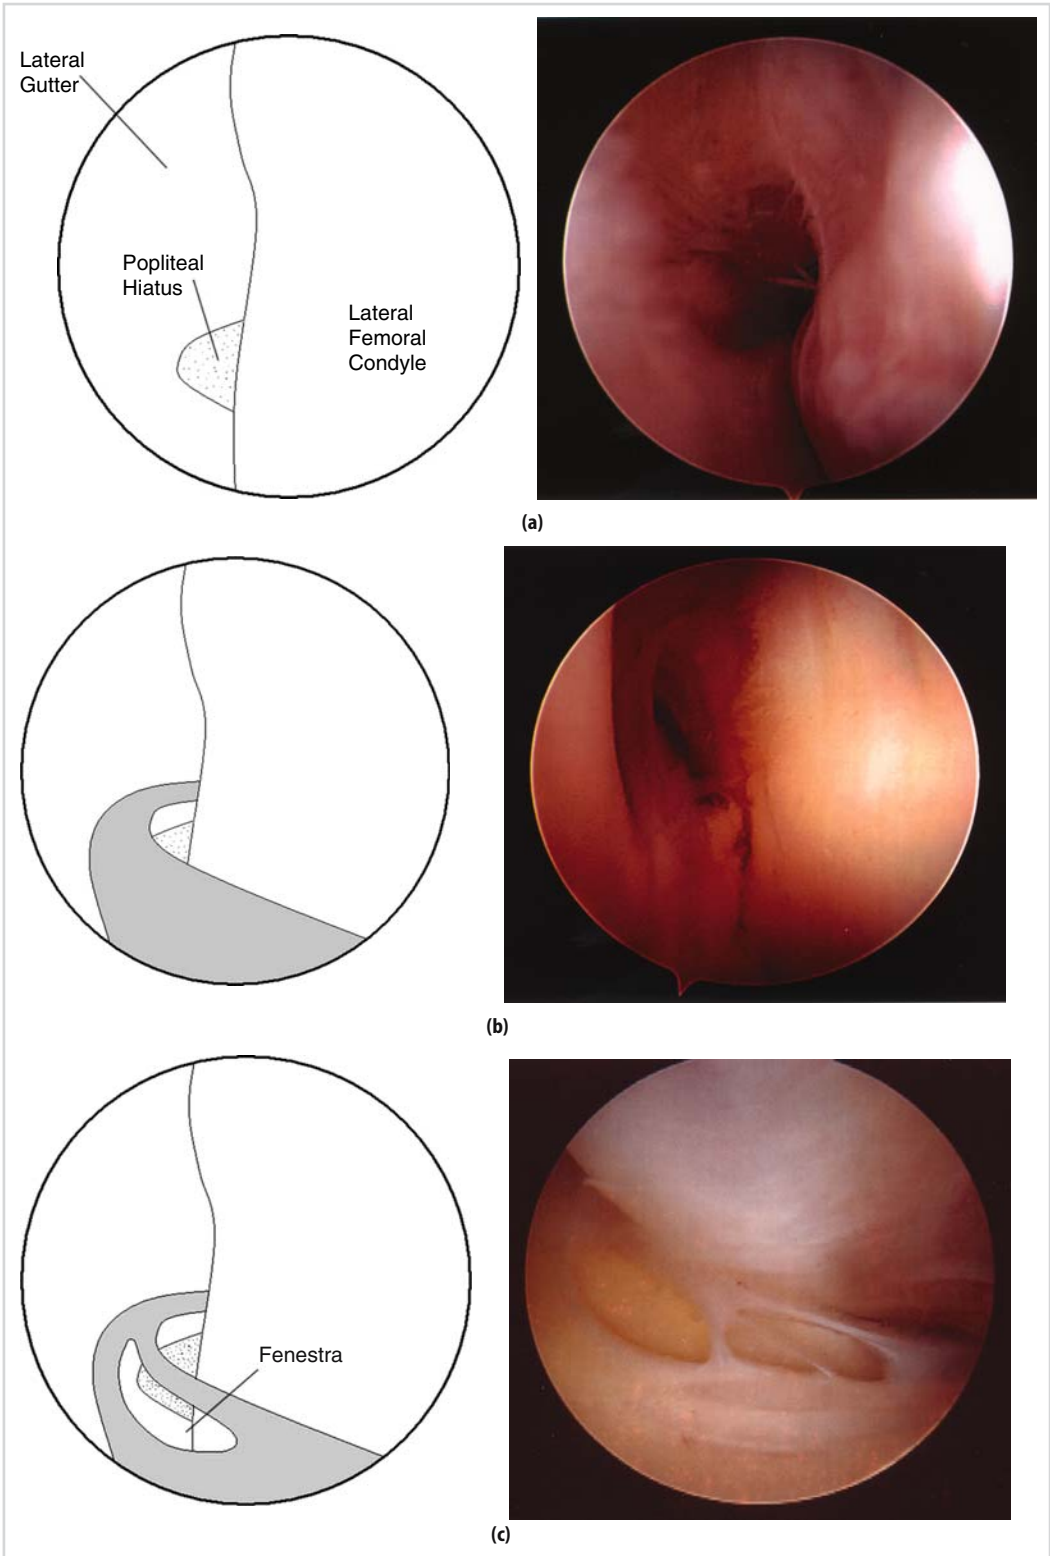 Lateral
Gutter
Popliteal
Hiatus
Lateral
Femoral
Condyle
(a)
(b)
Fenestra
(c)